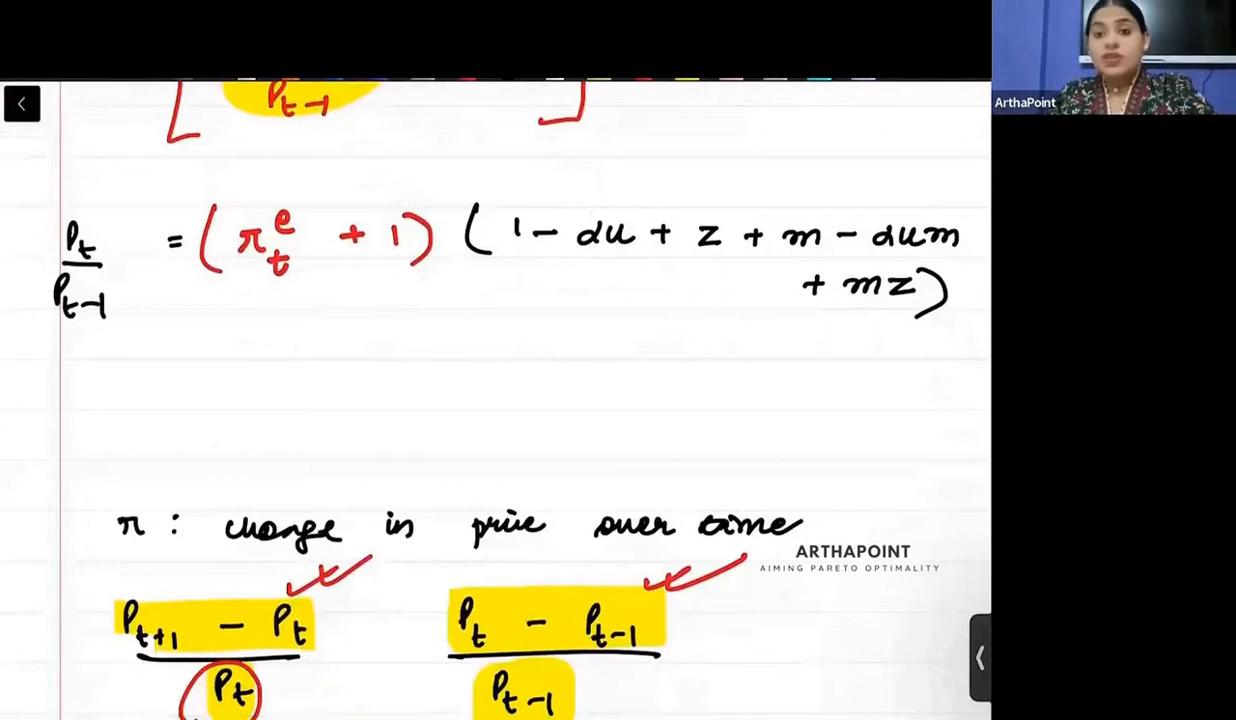 P_{t-1}
ArthaPoint
P_t / P_{t-1} = (π_t^e + 1) (1 - αu + z + m - αum
+ mz)
π : change in price over time
ARTHAPOINT
AIMING PARETO OPTIMALITY
P_{t+1} - P_t / P_t    P_t - P_{t-1} / P_{t-1}